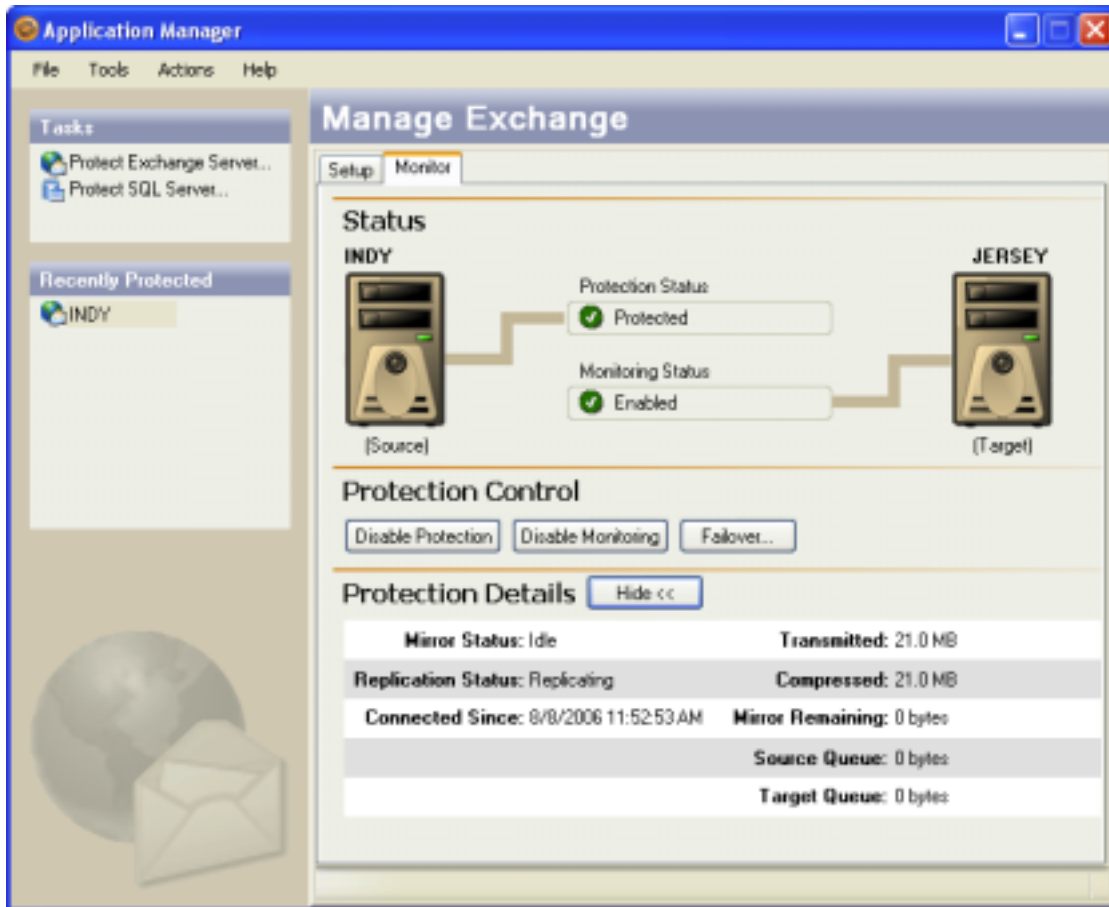 Application Manager
File Tools Actions Help
Tasks
Protect Exchange Server...
Protect SQL Server...
Recently Protected
INDY
Manage Exchange
Setup Monitor
Status
INDY
JERSEY
Protection Status
Protected
Monitoring Status
Enabled
(Source)
(Target)
Protection Control
Disable Protection Disable Monitoring Failover...
Protection Details Hide <<
Mirror Status: Idle Transmitted: 21.0 MB
Replication Status: Replicating Compressed: 21.0 MB
Connected Since: 8/8/2006 11:52:53 AM Mirror Remaining: 0 bytes
Source Queue: 0 bytes
Target Queue: 0 bytes